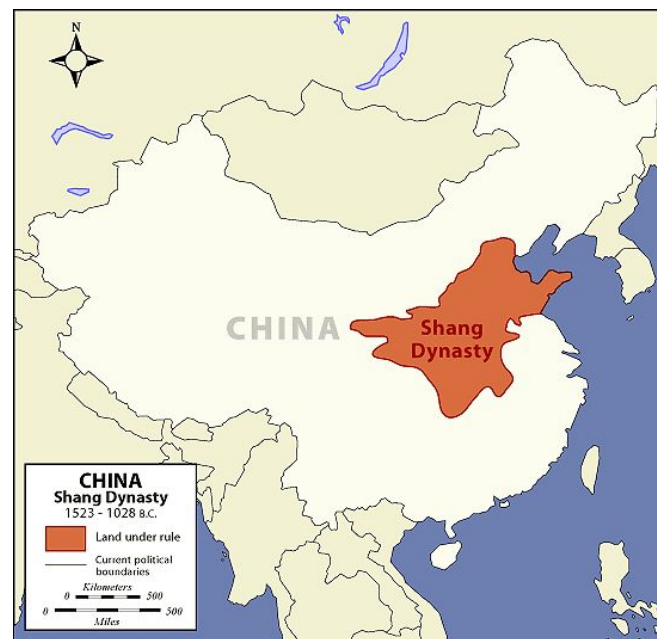 N
CHINA
Shang
Dynasty
CHINA
Shang Dynasty
1523 - 1028 B.C.
Land under rule
Current political
boundaries
Kilometers
0 500
0 500
Miles